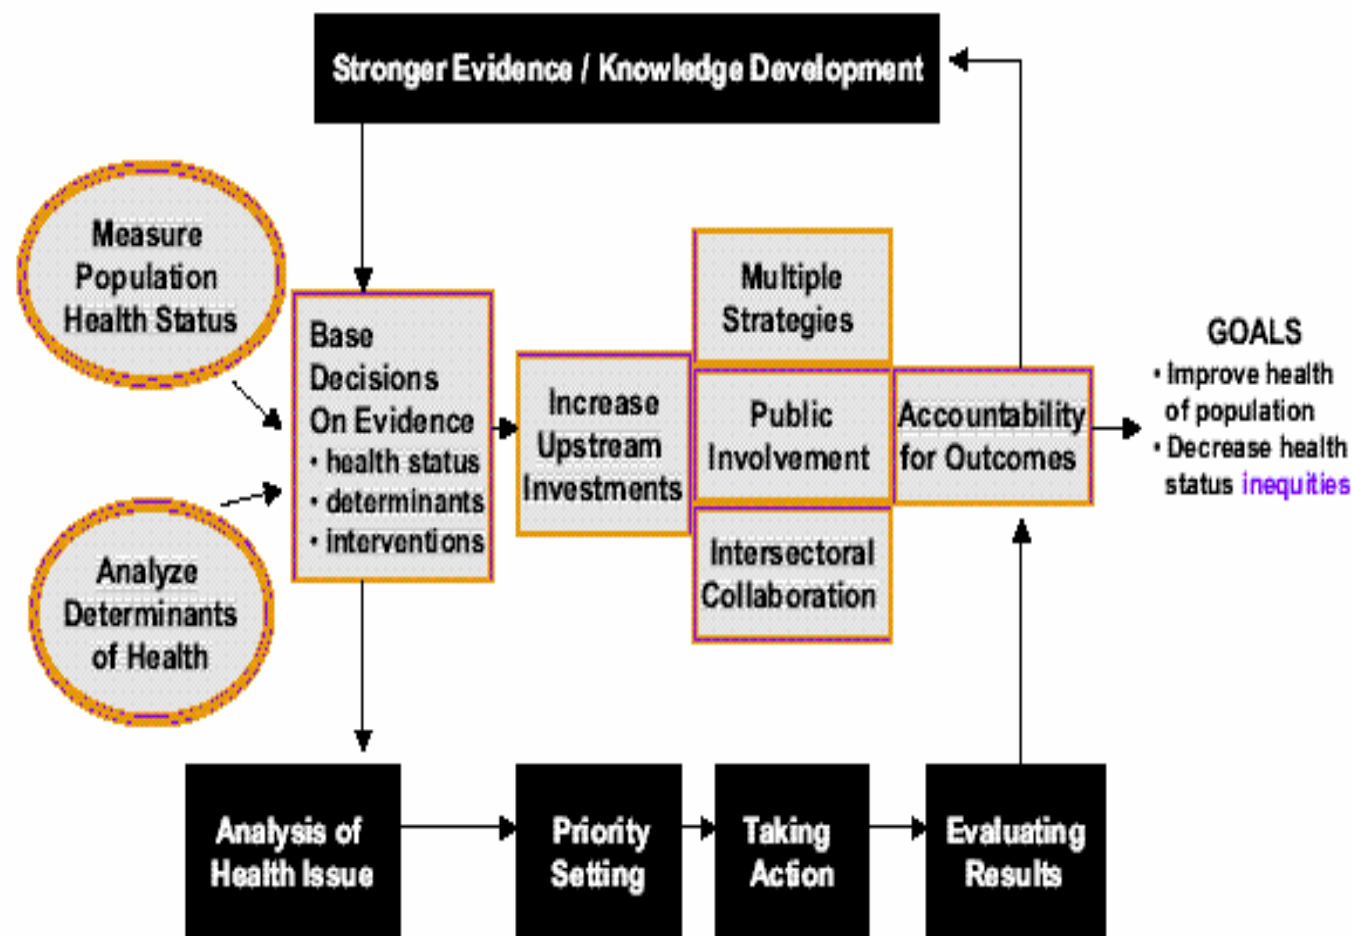 Stronger Evidence / Knowledge Development
Measure
Population
Health Status
Base
Decisions
On Evidence
• health status
• determinants
• interventions
Analyze
Determinants
of Health
Increase
Upstream
Investments
Multiple
Strategies
Public
Involvement
Intersectoral
Collaboration
Accountability
for Outcomes
GOALS
• Improve health
of population
• Decrease health
status inequities
Analysis of
Health Issue
Priority
Setting
Taking
Action
Evaluating
Results